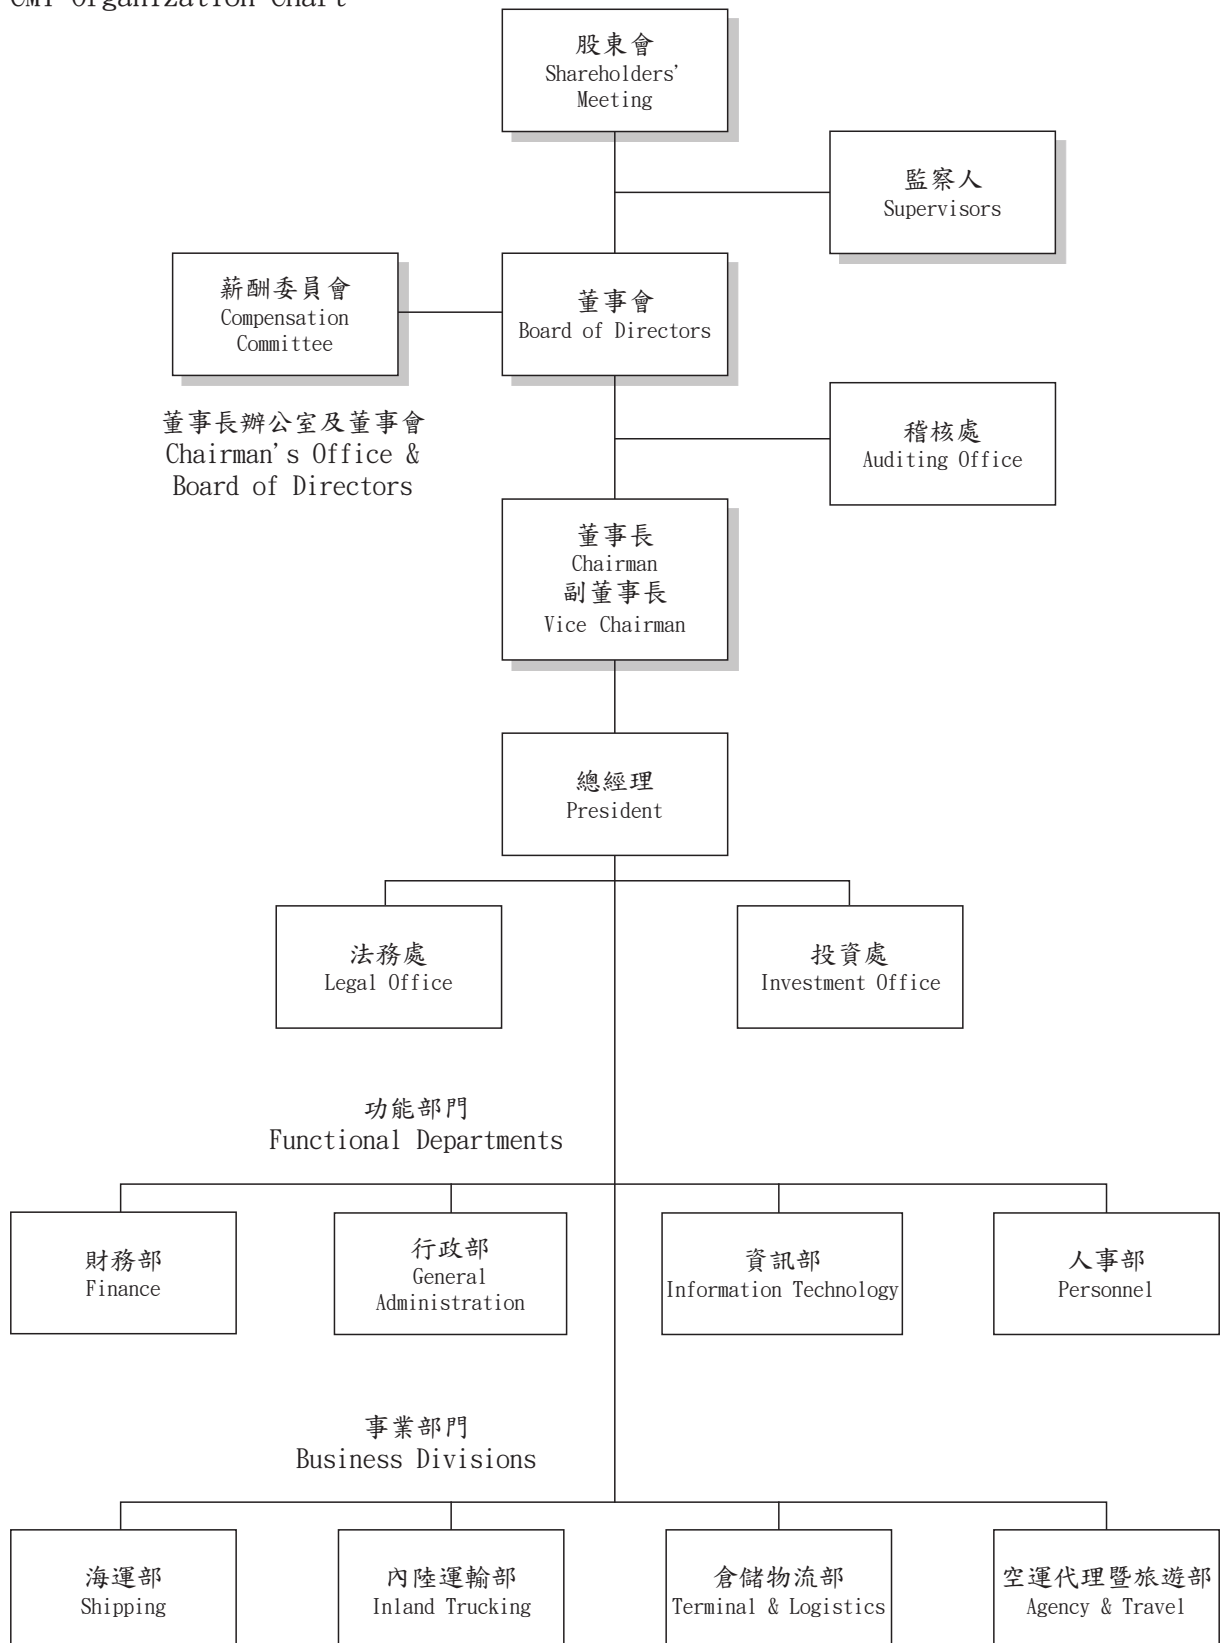 CMT Organization Chart
股東會
Shareholders'
Meeting
監察人
Supervisors
薪酬委員會
Compensation
Committee
董事會
Board of Directors
董事長辦公室及董事會
Chairman's Office &
Board of Directors
稽核處
Auditing Office
董事長
Chairman
副董事長
Vice Chairman
總經理
President
法務處
Legal Office
投資處
Investment Office
功能部門
Functional Departments
財務部
Finance
行政部
General
Administration
資訊部
Information Technology
人事部
Personnel
事業部門
Business Divisions
海運部
Shipping
內陸運輸部
Inland Trucking
倉儲物流部
Terminal & Logistics
空運代理暨旅遊部
Agency & Travel